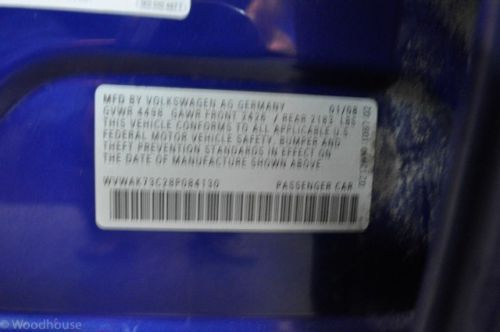 MFD BY VOLKSWAGEN AG GERMANY 01/08
GVWR 4498 GAWR FRONT 2426 / REAR 2183 LBS
THIS VEHICLE CONFORMS TO ALL APPLICABLE U.S.
FEDERAL MOTOR VEHICLE SAFETY, BUMPER AND
THEFT PREVENTION STANDARDS IN EFFECT ON
THE DATE OF MANUFACTURE SHOWN ABOVE.
WVWAK73C28P084130 PASSENGER CAR
© Woodhouse